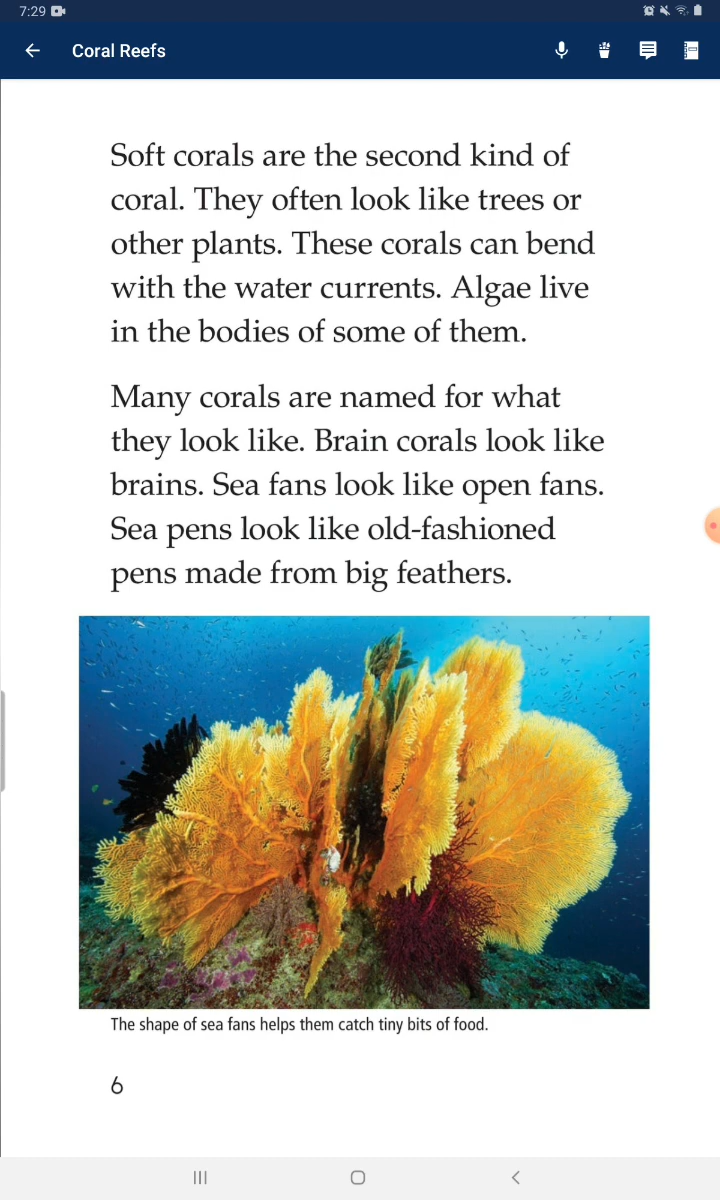 7:29
Coral Reefs
Soft corals are the second kind of
coral. They often look like trees or
other plants. These corals can bend
with the water currents. Algae live
in the bodies of some of them.
Many corals are named for what
they look like. Brain corals look like
brains. Sea fans look like open fans.
Sea pens look like old-fashioned
pens made from big feathers.
The shape of sea fans helps them catch tiny bits of food.
6